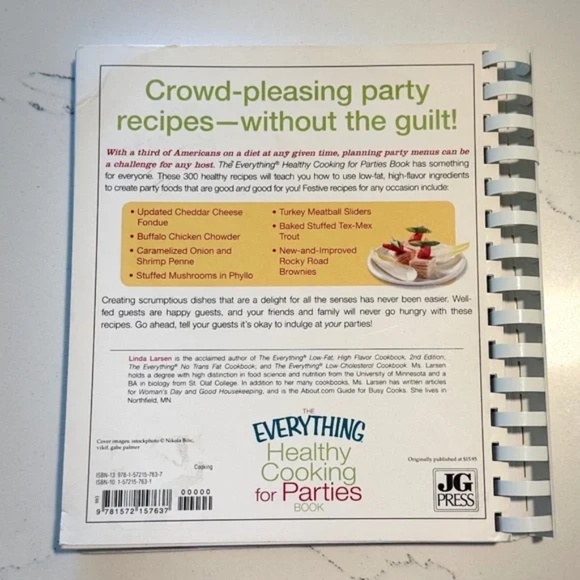 Crowd-pleasing party
recipes—without the guilt!
With a third of Americans on a diet at any given time, planning party menus can be
a challenge for any host. The Everything® Healthy Cooking for Parties Book has something
for everyone. These 300 healthy recipes will teach you how to use low-fat, high-flavor ingredients
to create party foods that are good and good for you! Festive recipes for any occasion include:
• Updated Cheddar Cheese
Fondue
• Buffalo Chicken Chowder
• Caramelized Onion and
Shrimp Penne
• Stuffed Mushrooms in Phyllo
• Turkey Meatball Sliders
• Baked Stuffed Tex-Mex
Trout
• New-and-Improved
Rocky Road
Brownies
Creating scrumptious dishes that are a delight for all the senses has never been easier. Well-
fed guests are happy guests, and your friends and family will never go hungry with these
recipes. Go ahead, tell your guests it's okay to indulge at your parties!
Linda Larsen is the acclaimed author of The Everything® Low-Fat, High Flavor Cookbook, 2nd Edition;
The Everything® No Trans Fat Cookbook; and The Everything® Low-Cholesterol Cookbook. Ms. Larsen
holds a degree with high distinction in food science and nutrition from the University of Minnesota and a
BA in biology from St. Olaf College. In addition to her many cookbooks, Ms. Larsen has written articles
for Woman's Day and Good Housekeeping, and is the About.com Guide for Busy Cooks. She lives in
Northfield, MN.
THE
EVERYTHING
Healthy
Cooking
for Parties
BOOK
Cover images: istockphoto © Nikola Bilic,
vikif, gabe palmer
Cooking
ISBN-13: 978-1-57215-763-7
ISBN-10: 1-57215-763-1
00000
9 781572 157637
Originally published at $15.95
JG
PRESS